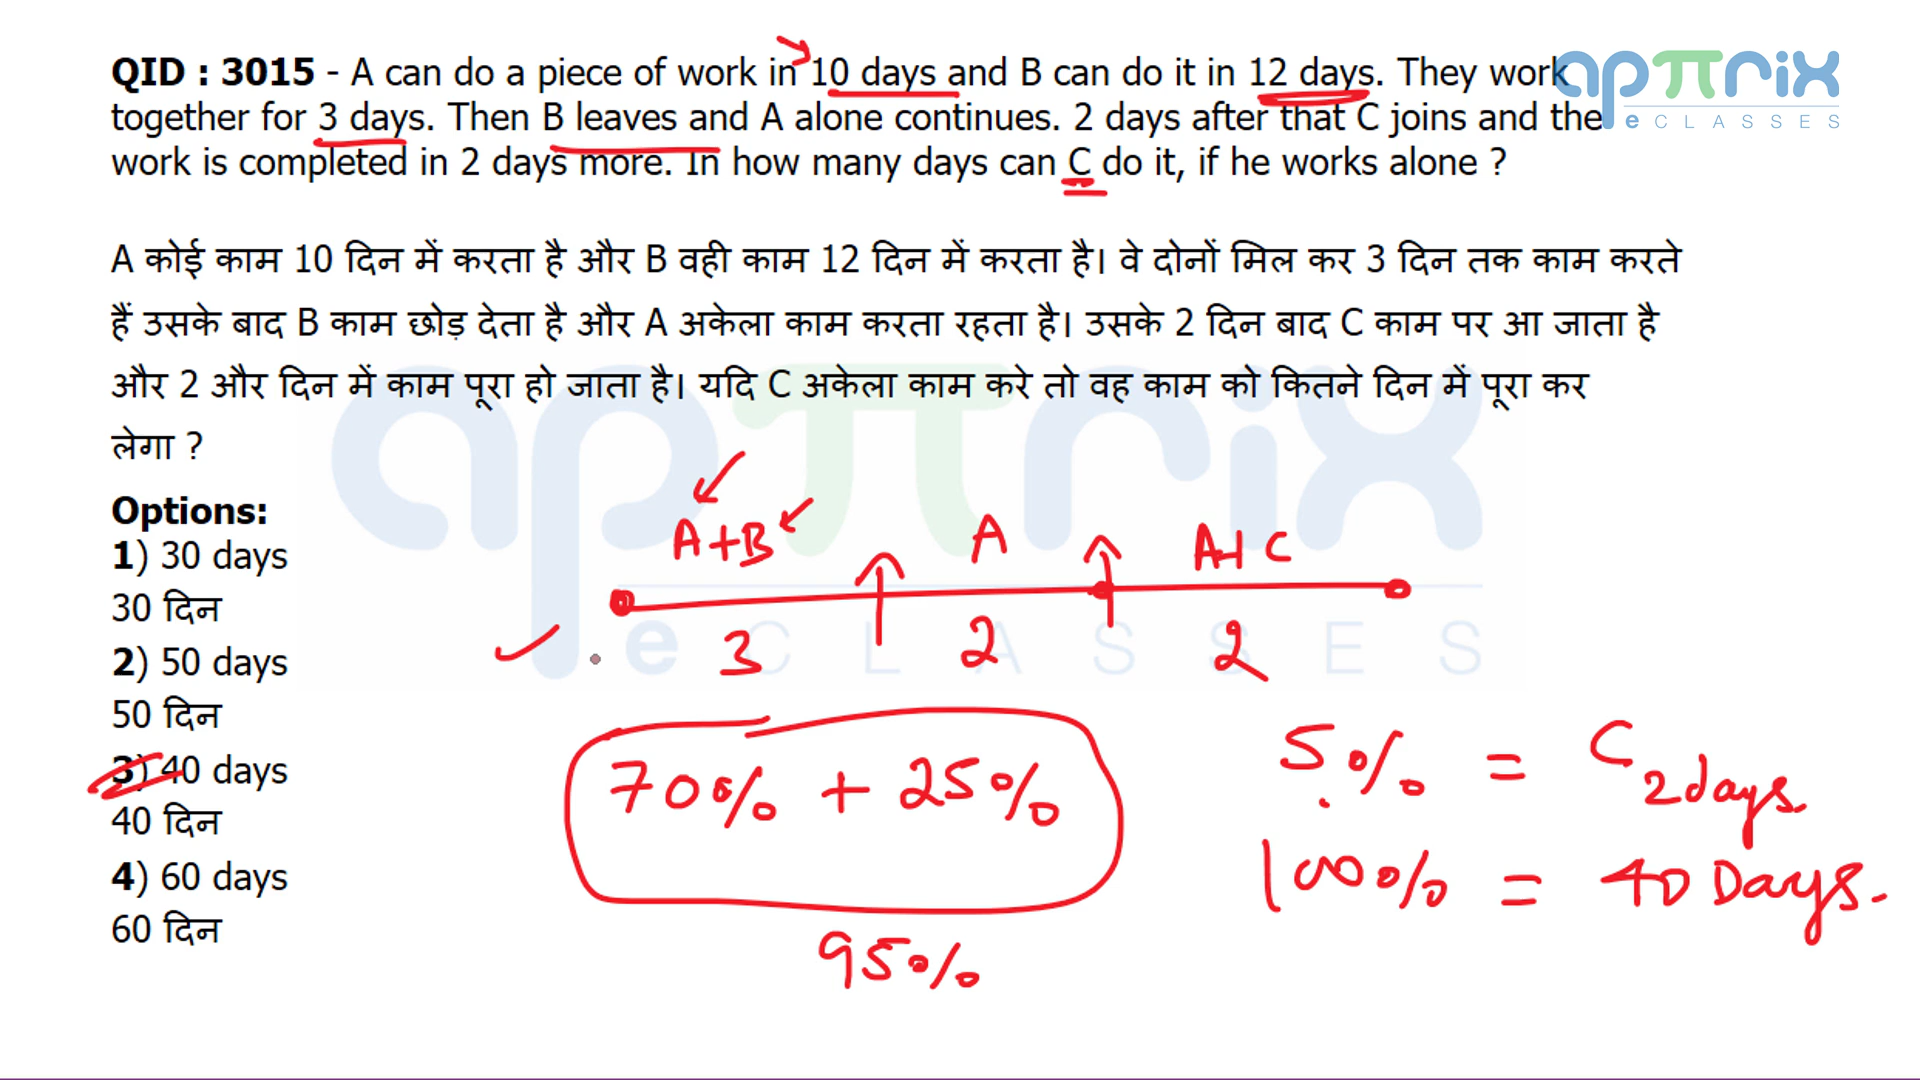 QID : 3015 - A can do a piece of work in 10 days and B can do it in 12 days. They work
together for 3 days. Then B leaves and A alone continues. 2 days after that C joins and the
work is completed in 2 days more. In how many days can C do it, if he works alone ?
apπrix
e CLASSES
A कोई काम 10 दिन में करता है और B वही काम 12 दिन में करता है। वे दोनों मिल कर 3 दिन तक काम करते
हैं उसके बाद B काम छोड़ देता है और A अकेला काम करता रहता है। उसके 2 दिन बाद C काम पर आ जाता है
और 2 और दिन में काम पूरा हो जाता है। यदि C अकेला काम करे तो वह काम को कितने दिन में पूरा कर
लेगा ?
apπrix
e CLASSES
Options:
1) 30 days
30 दिन
2) 50 days
50 दिन
3) 40 days
40 दिन
4) 60 days
60 दिन
A+B A A+C
3 2 2
70% + 25%
95%
5% = C 2days.
100% = 40 Days.